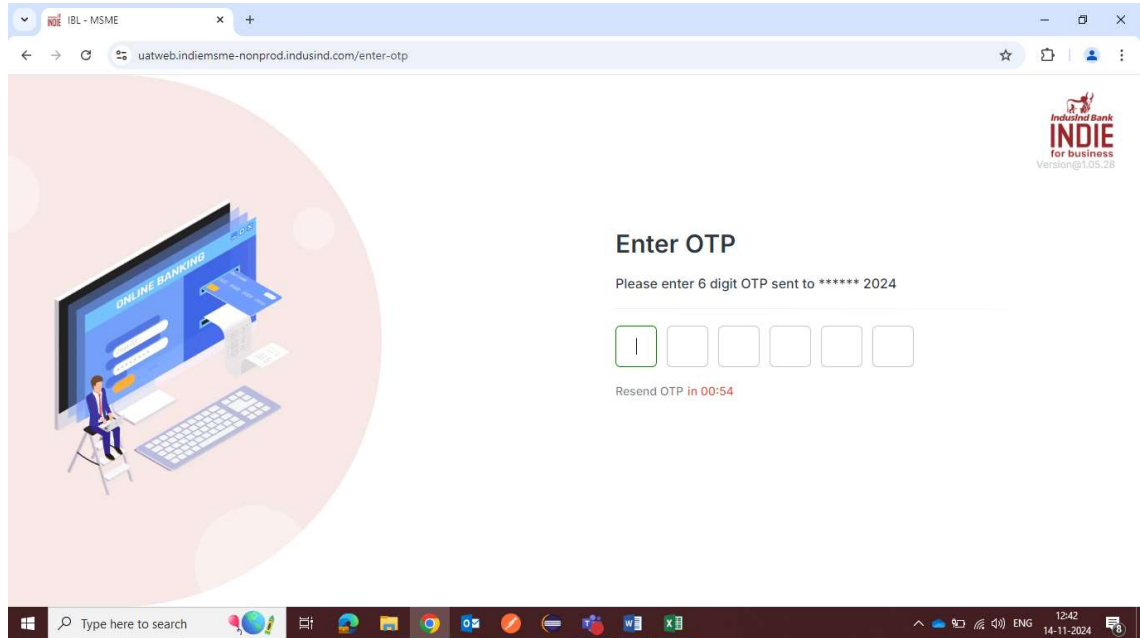 INDIE IBL - MSME
uatweb.indiemsme-nonprod.indusind.com/enter-otp
IndusInd Bank
INDIE
for business
Version@1.05.28
ONLINE BANKING
Enter OTP
Please enter 6 digit OTP sent to ****** 2024
Resend OTP in 00:54
Type here to search
ENG
12:42
14-11-2024
8